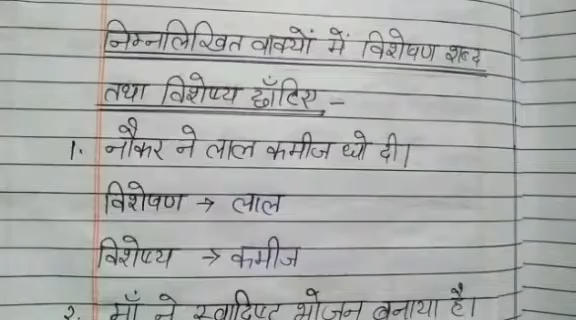 निम्नलिखित वाक्यों में विशेषण शब्द
तथा विशेष्य छाँटिए -
1. नौकर ने लाल कमीज धो दी।
विशेषण → लाल
विशेष्य → कमीज
2. माँ ने स्वादिष्ट भोजन बनाया है।